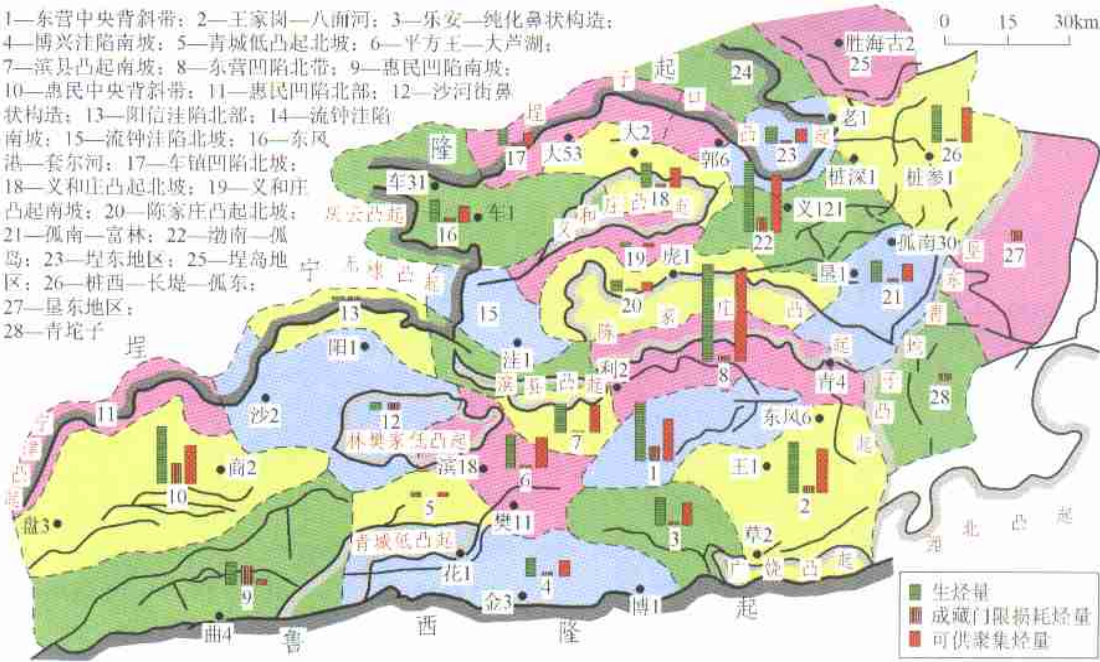 1—东营中央背斜带；2—王家岗—八面河；3—乐安—纯化鼻状构造；
4—博兴洼陷南坡；5—青城低凸起北坡；6—平方王—大芦湖；
7—滨县凸起南坡；8—东营凹陷北带；9—惠民凹陷南坡；
10—惠民中央背斜带；11—惠民凹陷北部；12—沙河街鼻
状构造；13—阳信洼陷北部；14—流钟洼陷
南坡；15—流钟洼陷北坡；16—东风
港—套尔河；17—车镇凹陷北坡；
18—义和庄凸起北坡；19—义和庄
凸起南坡；20—陈家庄凸起北坡；
21—孤南—富林；22—渤南—孤
岛；23—埕东地区；25—埕岛地
区；26—桩西—长堤—孤东；
27—垦东地区；
28—青坨子
0 15 30km
胜海古2
25
24
子
起
口
埕
隆
西
起
老1
23
26
17
大53
大2
郭6
桩深1
桩参1
车31
18
义
和
庄
凸
起
义121
车1
16
22
孤南30
27
垦
东
宁
凸起
19
虎1
20
垦1
21
青
坨
子
凸
起
13
15
陈
家
庄
凸
起
阳1
洼1
滨县凸起
利2
8
青4
28
埕
宁
津
凸
起
11
沙2
12
林樊家凸起
7
东风6
1
滨18
6
王1
2
商2
10
5
樊11
3
盘3
青城低凸起
草2
广饶凸起
潍北凸起
花1
4
9
金3
博1
曲4
鲁
西
隆
起
生烃量
成藏门限损耗烃量
可供聚集烃量